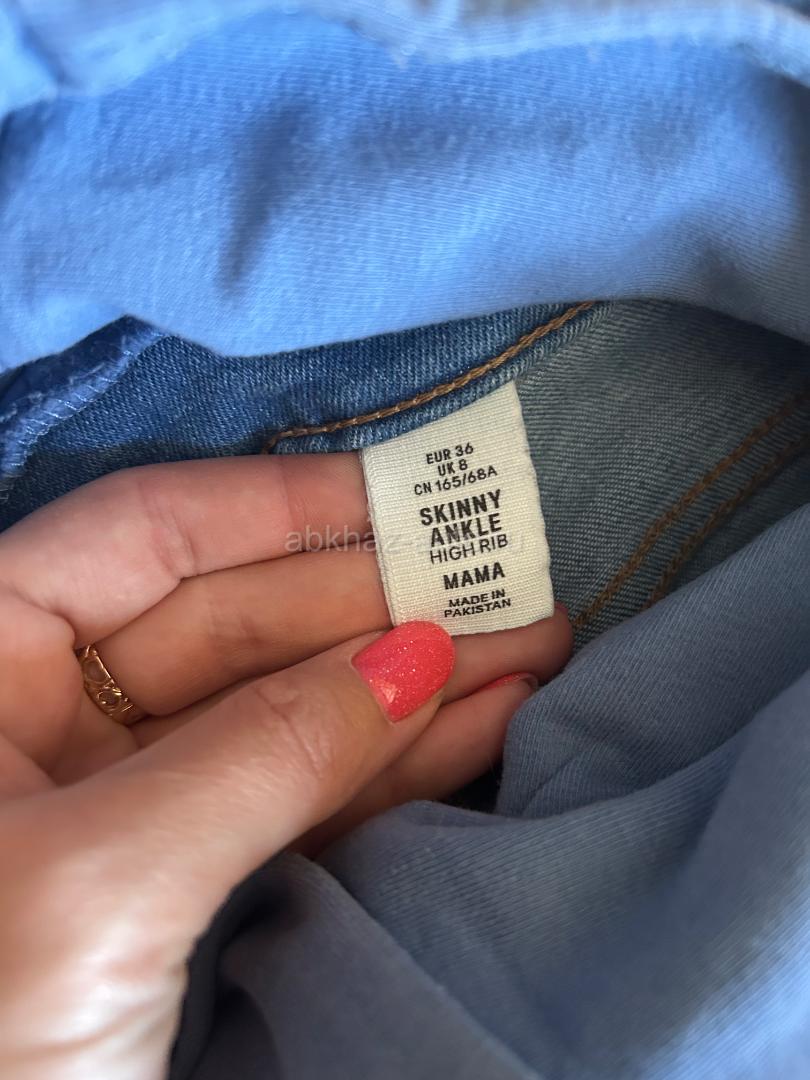 EUR 36
UK 8
CN 165/68A
SKINNY
ANKLE
HIGH RIB
MAMA
MADE IN
PAKISTAN